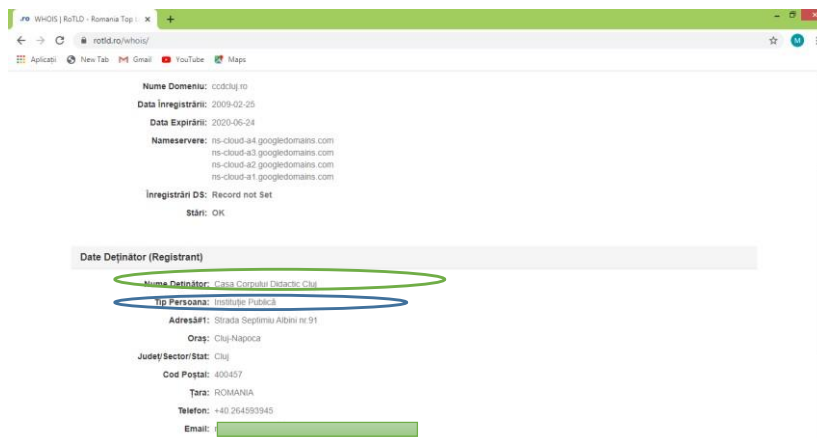 .ro WHOIS | RoTLD - Romania Top L
rotld.ro/whois/
M
Aplicații New Tab Gmail YouTube Maps
Nume Domeniu: ccdcluj.ro
Data Înregistrării: 2009-02-25
Data Expirării: 2020-06-24
Nameservere: ns-cloud-a4.googledomains.com
ns-cloud-a3.googledomains.com
ns-cloud-a2.googledomains.com
ns-cloud-a1.googledomains.com
Înregistrări DS: Record not Set
Stări: OK
Date Deținător (Registrant)
Nume Deținător: Casa Corpului Didactic Cluj
Tip Persoana: Instituție Publică
Adresă#1: Strada Septimiu Albini nr.91
Oraș: Cluj-Napoca
Județ/Sector/Stat: Cluj
Cod Poștal: 400457
Țara: ROMANIA
Telefon: +40.264593945
Email: